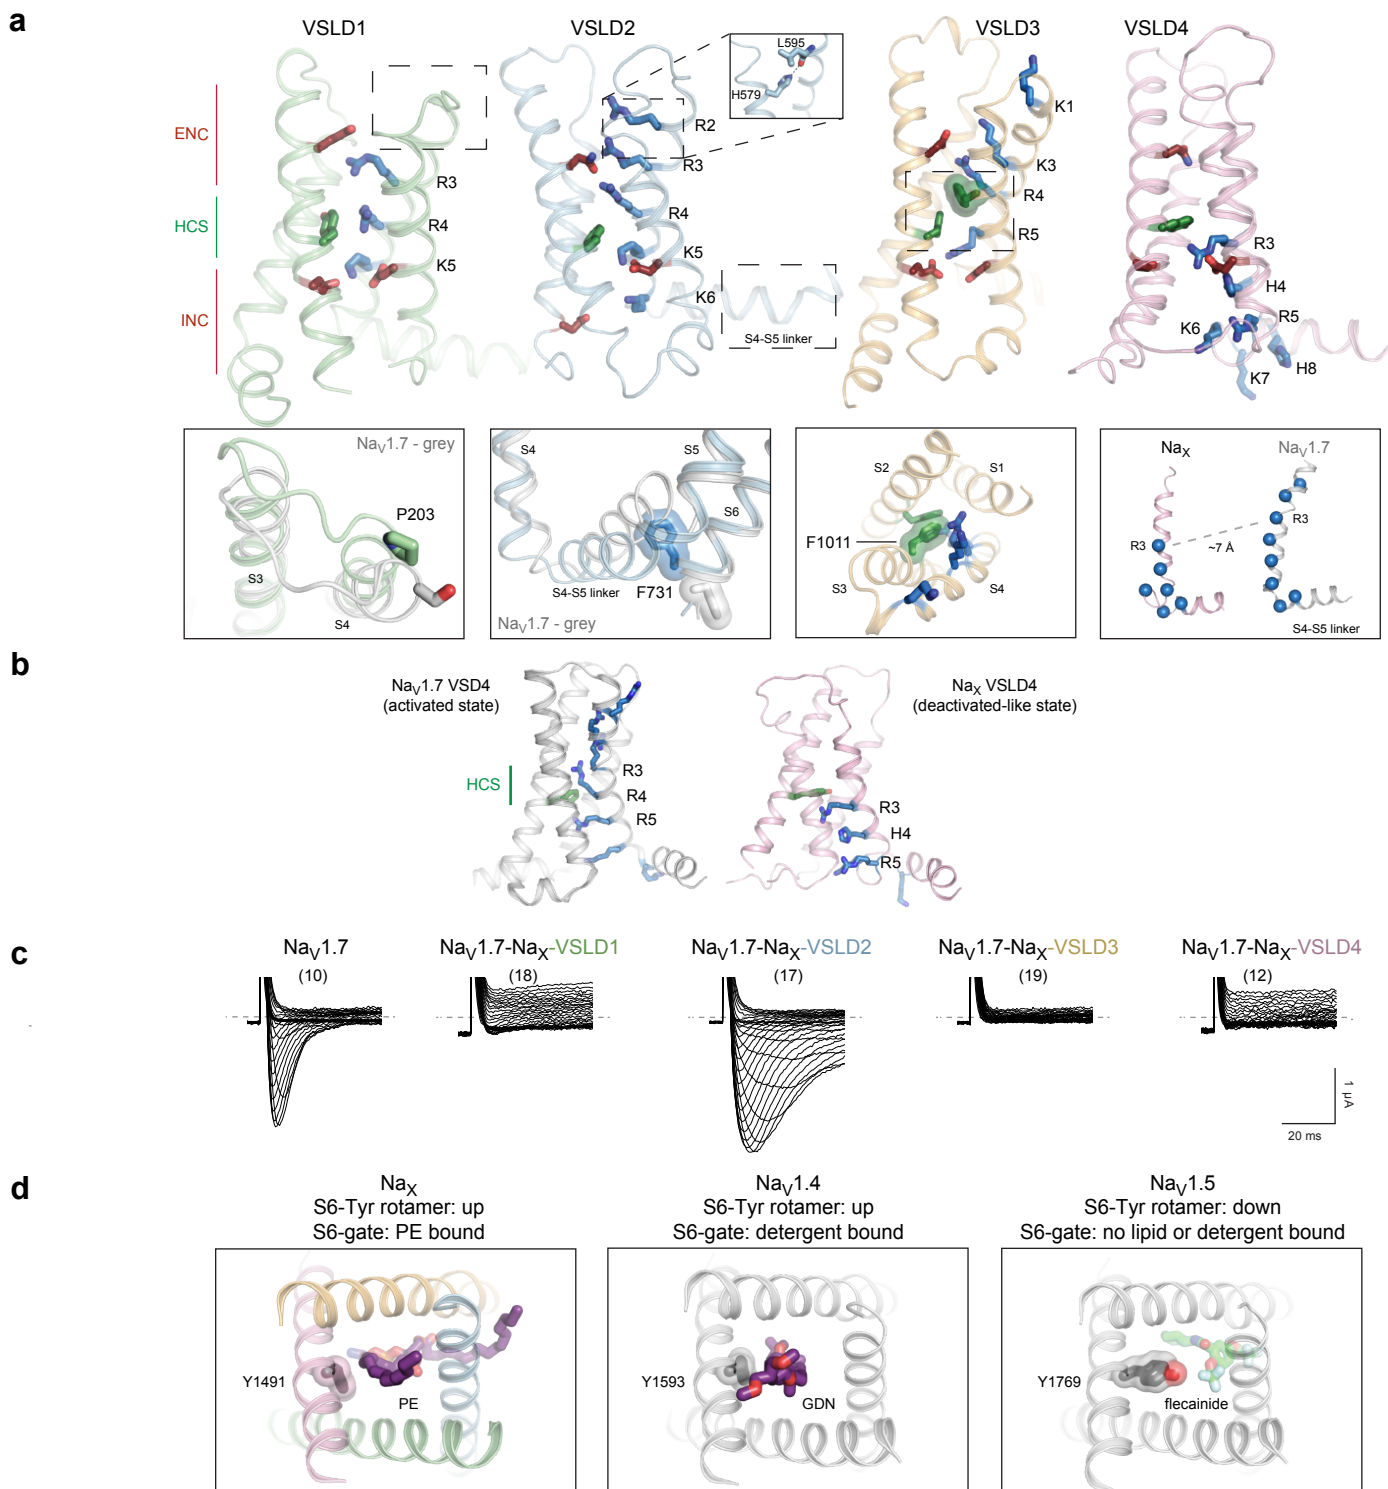 a
VSLD1
VSLD2
VSLD3
VSLD4
L595
H579
ENC
HCS
INC
R3
R4
K5
R2
R3
R4
K5
K6
S4-S5 linker
K1
K3
R4
R5
R3
H4
R5
K6
K7
H8
NaV1.7 - grey
P203
S3
S4
S4
S5
S6
S4-S5 linker
F731
NaV1.7 - grey
S2
S1
F1011
S3
S4
NaX
NaV1.7
R3
R3
~7 Å
S4-S5 linker
b
NaV1.7 VSD4
(activated state)
NaX VSLD4
(deactivated-like state)
HCS
R3
R4
R5
R3
H4
R5
c
NaV1.7
(10)
NaV1.7-NaX-VSLD1
(18)
NaV1.7-NaX-VSLD2
(17)
NaV1.7-NaX-VSLD3
(19)
NaV1.7-NaX-VSLD4
(12)
1 µA
20 ms
d
NaX
S6-Tyr rotamer: up
S6-gate: PE bound
NaV1.4
S6-Tyr rotamer: up
S6-gate: detergent bound
NaV1.5
S6-Tyr rotamer: down
S6-gate: no lipid or detergent bound
Y1491
PE
Y1593
GDN
Y1769
flecainide